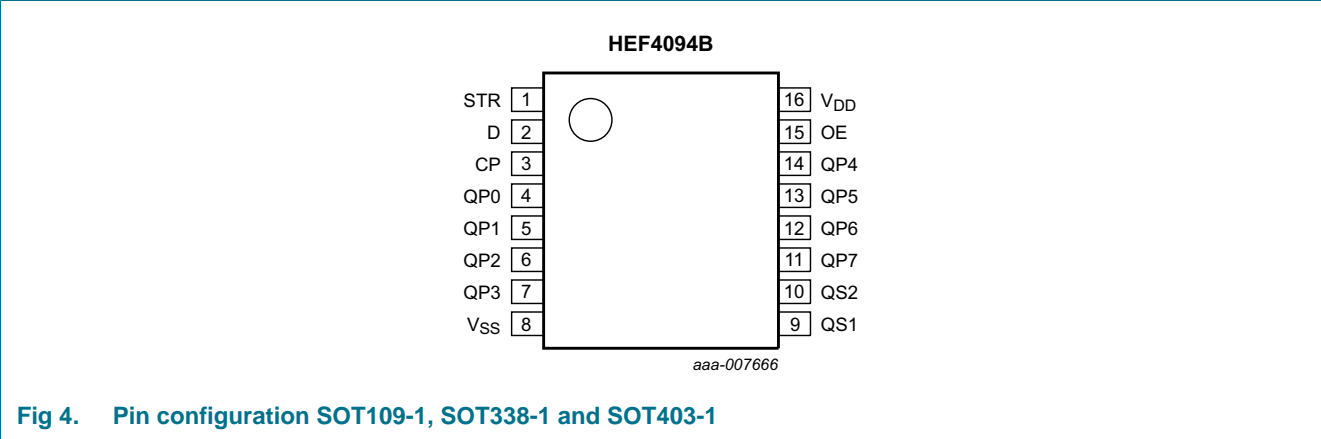 HEF4094B
STR 1 16 VDD
D 2 15 OE
CP 3 14 QP4
QP0 4 13 QP5
QP1 5 12 QP6
QP2 6 11 QP7
QP3 7 10 QS2
VSS 8 9 QS1
aaa-007666
Fig 4. Pin configuration SOT109-1, SOT338-1 and SOT403-1